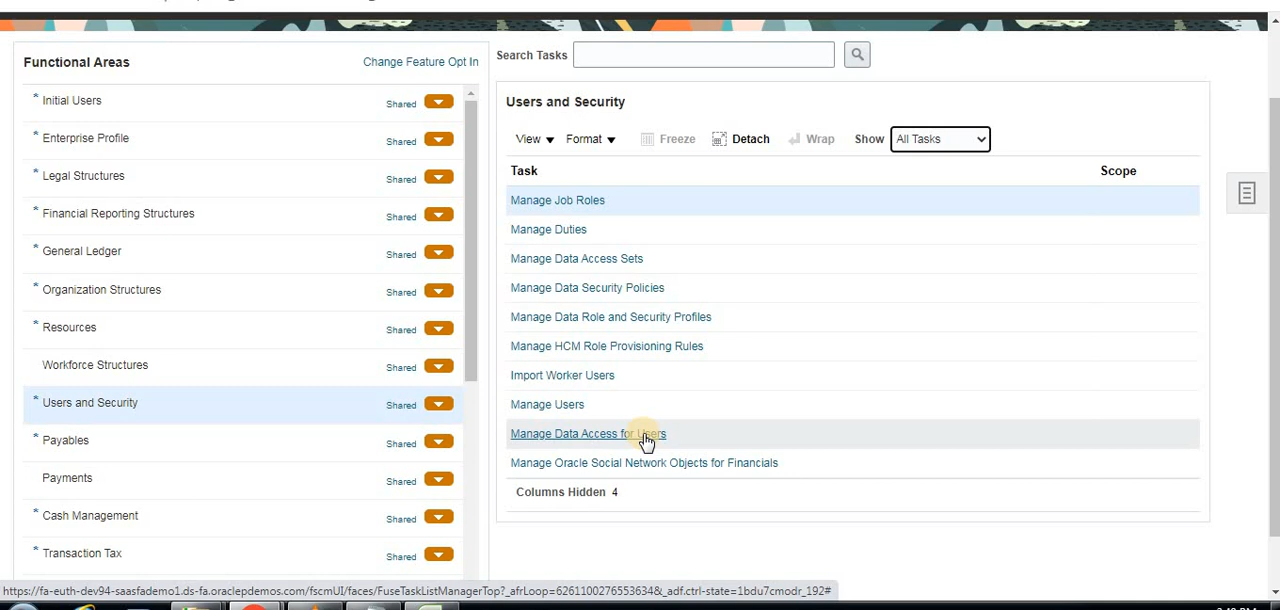 Functional Areas
Change Feature Opt In
Initial Users
Shared
Enterprise Profile
Shared
Legal Structures
Shared
Financial Reporting Structures
Shared
General Ledger
Shared
Organization Structures
Shared
Resources
Shared
Workforce Structures
Shared
Users and Security
Shared
Payables
Shared
Payments
Shared
Cash Management
Shared
Transaction Tax
Shared
Search Tasks
Users and Security
View
Format
Freeze
Detach
Wrap
Show
All Tasks
Task
Scope
Manage Job Roles
Manage Duties
Manage Data Access Sets
Manage Data Security Policies
Manage Data Role and Security Profiles
Manage HCM Role Provisioning Rules
Import Worker Users
Manage Users
Manage Data Access for Users
Manage Oracle Social Network Objects for Financials
Columns Hidden 4
https://fa-euth-dev94-saasfademo1.ds-fa.oraclepdemos.com/fscmUI/faces/FuseTaskListManagerTop?_afrLoop=62611002765536​34&_adf.ctrl-state=1bdu7cmodr_192#